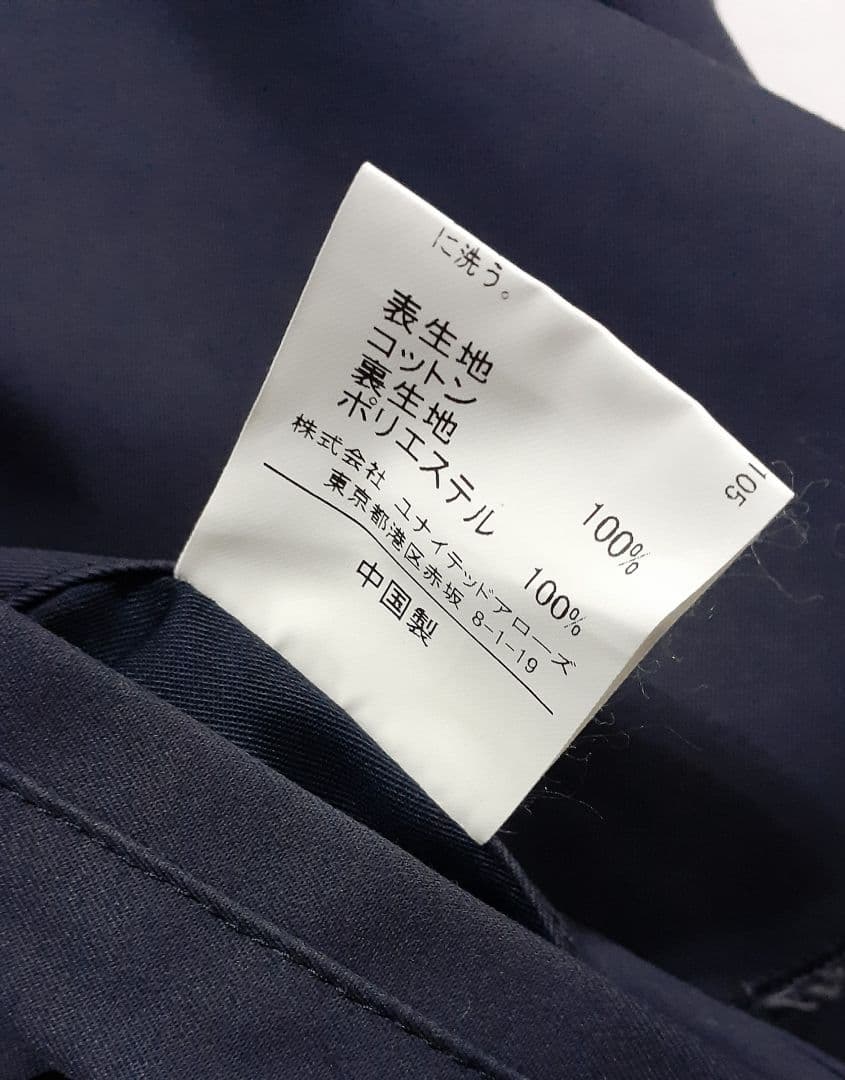 に洗う。
105
表生地
コットン 100%
裏生地
ポリエステル 100%
株式会社 ユナイテッドアローズ
東京都港区赤坂 8-1-19
中国製